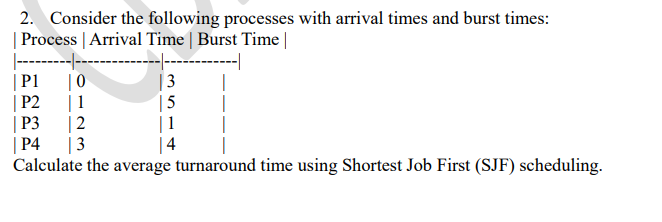 2. Consider the following processes with arrival times and burst times:
| Process | Arrival Time | Burst Time |
|---------|--------------|------------|
| P1 | 0 | 3 |
| P2 | 1 | 5 |
| P3 | 2 | 1 |
| P4 | 3 | 4 |
Calculate the average turnaround time using Shortest Job First (SJF) scheduling.